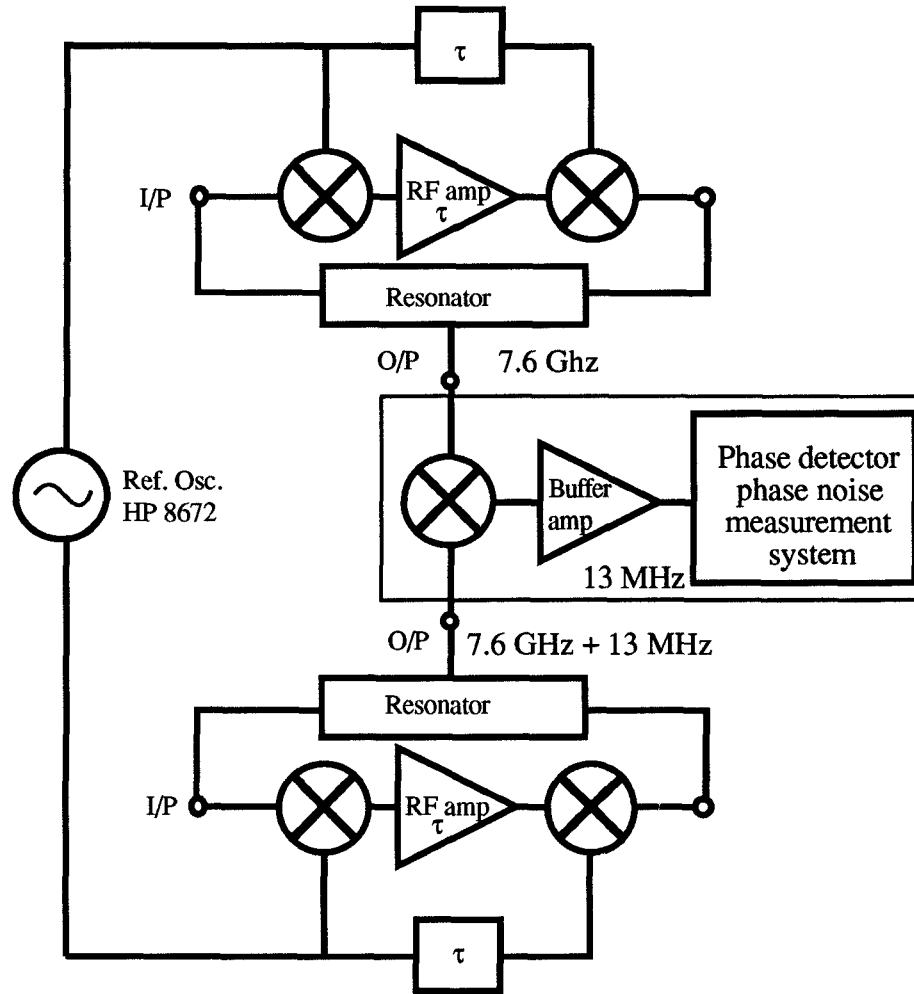 τ
I/P
RF amp
τ
Resonator
O/P
7.6 Ghz
Ref. Osc.
HP 8672
Buffer
amp
Phase detector
phase noise
measurement
system
13 MHz
O/P
7.6 GHz + 13 MHz
Resonator
I/P
RF amp
τ
τ